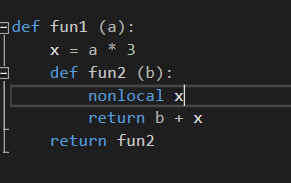 def fun1 (a):
    x = a * 3
    def fun2 (b):
        nonlocal x
        return b + x
    return fun2